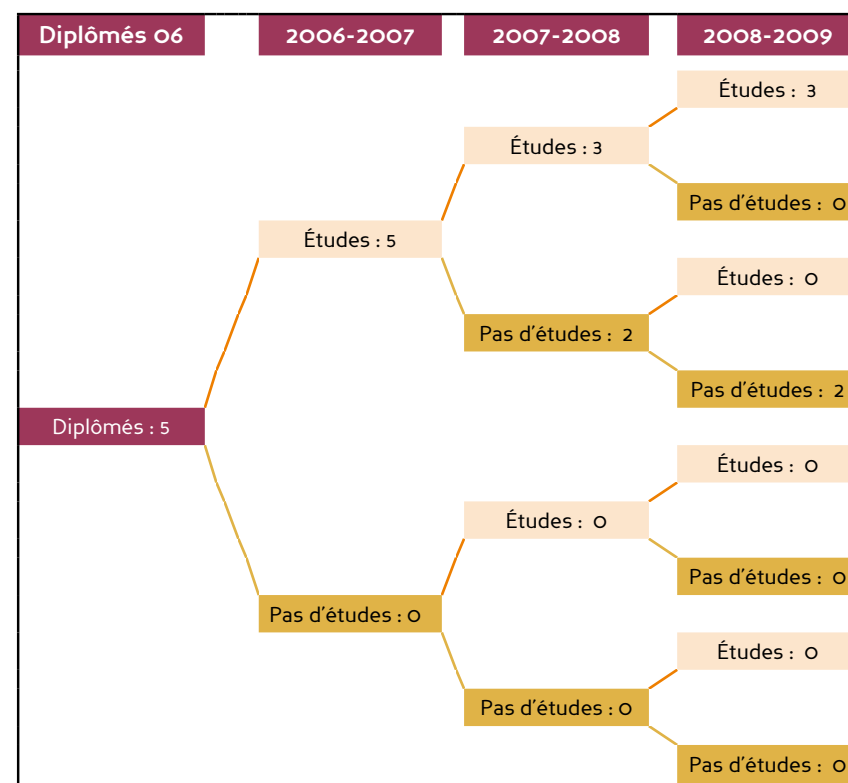 Diplômés 06
2006-2007
2007-2008
2008-2009
Études : 3
Études : 3
Pas d'études : 0
Études : 5
Études : 0
Pas d'études : 2
Pas d'études : 2
Diplômés : 5
Études : 0
Études : 0
Pas d'études : 0
Pas d'études : 0
Études : 0
Pas d'études : 0
Pas d'études : 0